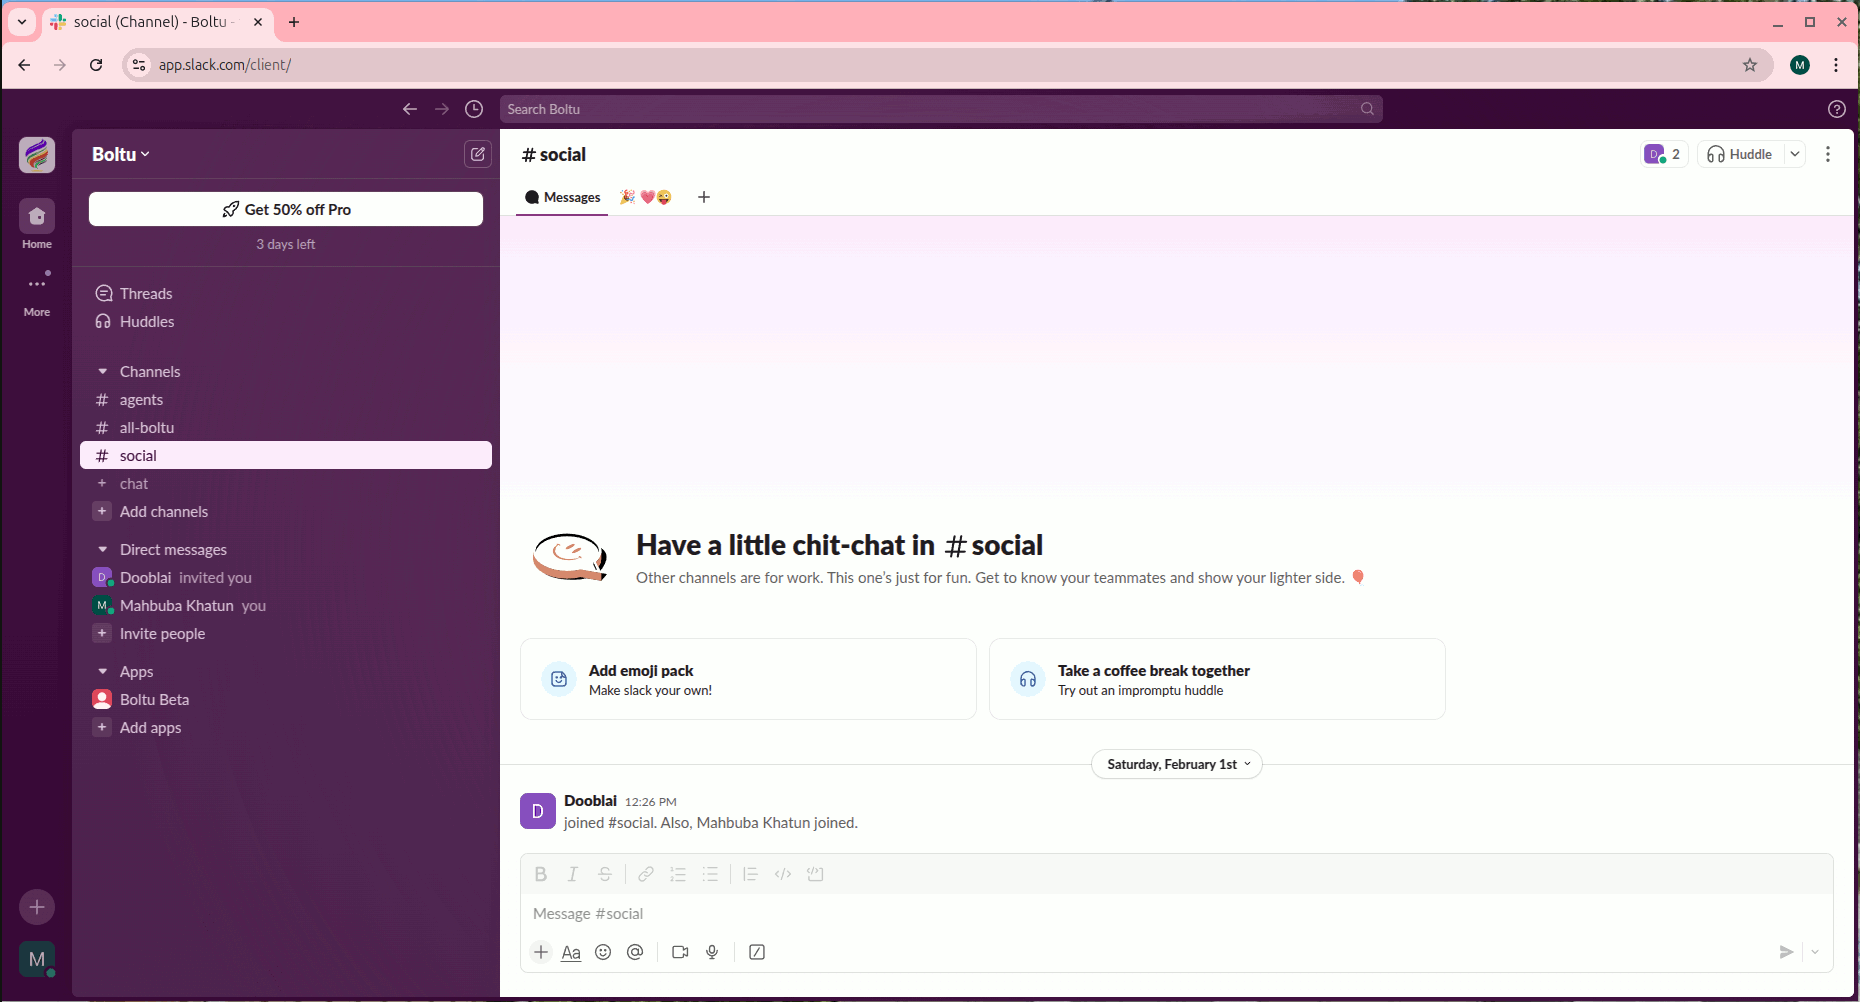 social (Channel) - Boltu -
app.slack.com/client/
Search Boltu
Boltu
Get 50% off Pro
3 days left
Home
More
Threads
Huddles
Channels
agents
all-boltu
social
chat
Add channels
Direct messages
D Dooblai invited you
M Mahbuba Khatun you
Invite people
Apps
Boltu Beta
Add apps
M
M
# social
D 2
Huddle
Messages
Have a little chit-chat in # social
Other channels are for work. This one's just for fun. Get to know your teammates and show your lighter side.
Add emoji pack
Make slack your own!
Take a coffee break together
Try out an impromptu huddle
Saturday, February 1st
D
Dooblai 12:26 PM
joined #social. Also, Mahbuba Khatun joined.
Message #social
Aa